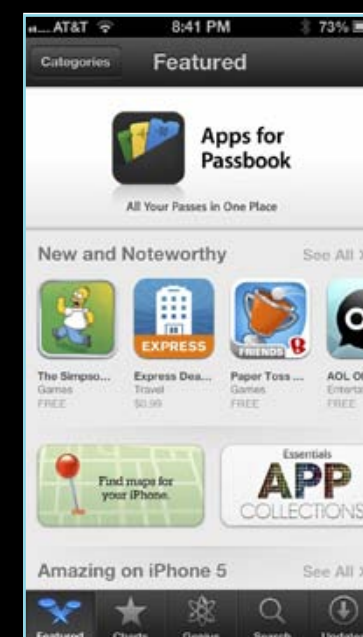 AT&T 8:41 PM 73%
Categories Featured
Apps for
Passbook
All Your Passes in One Place
New and Noteworthy See All
EXPRESS
FRIENDS
The Simpso... Express Dea... Paper Toss ... AOL
Games Travel Games
FREE $0.99 FREE FREE
Find maps for
your iPhone.
Essentials
APP
COLLECTIONS
Amazing on iPhone 5 See All
Featured Charts Genius Search